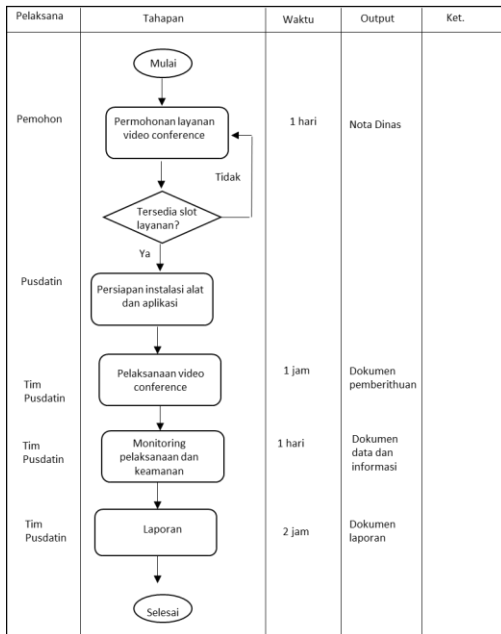 Pelaksana Tahapan Waktu Output Ket.
Mulai
Pemohon
Permohonan layanan
video conference
1 hari
Nota Dinas
Tidak
Tersedia slot
layanan?
Ya
Pusdatin
Persiapan instalasi alat
dan aplikasi
Tim
Pusdatin
Pelaksanaan video
conference
1 jam
Dokumen
pemberithuan
Tim
Pusdatin
Monitoring
pelaksanaan dan
keamanan
1 hari
Dokumen
data dan
informasi
Tim
Pusdatin
Laporan
2 jam
Dokumen
laporan
Selesai